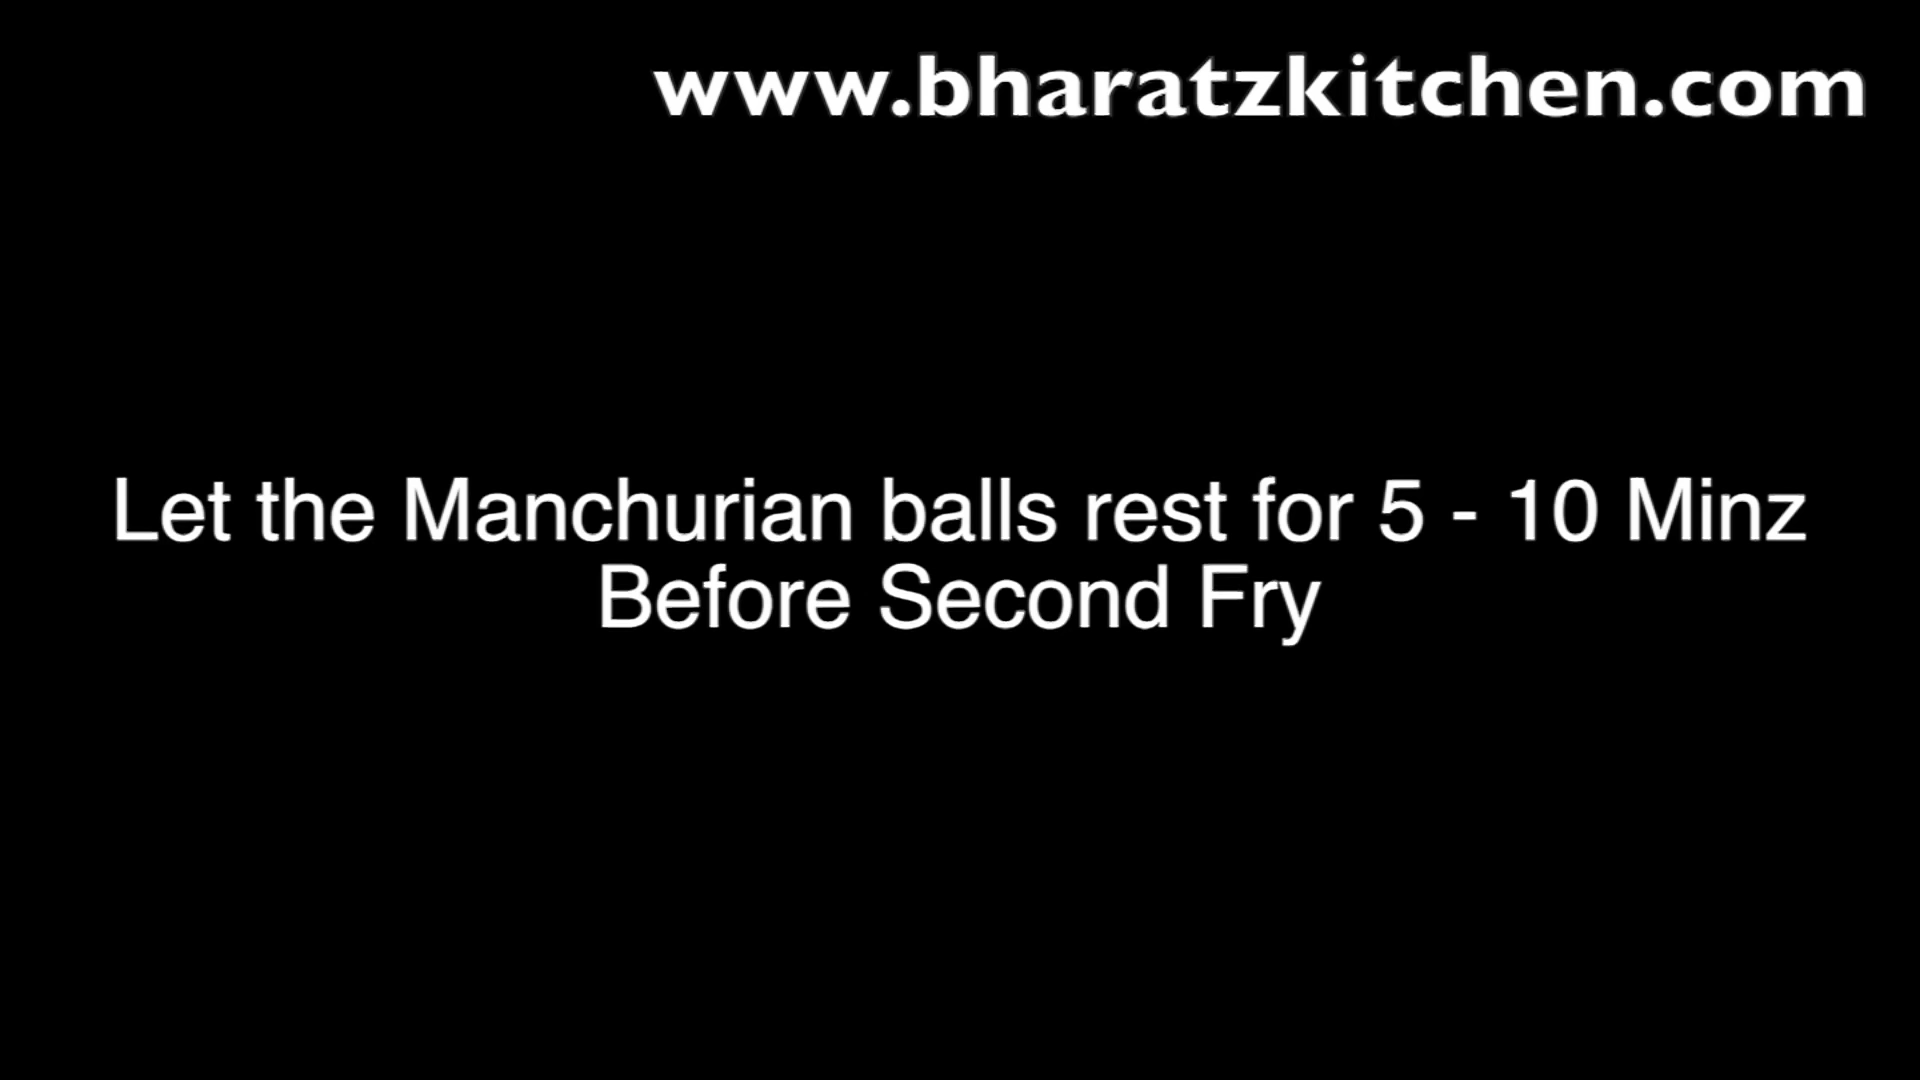 www.bharatzkitchen.com
Let the Manchurian balls rest for 5 - 10 Minz
Before Second Fry